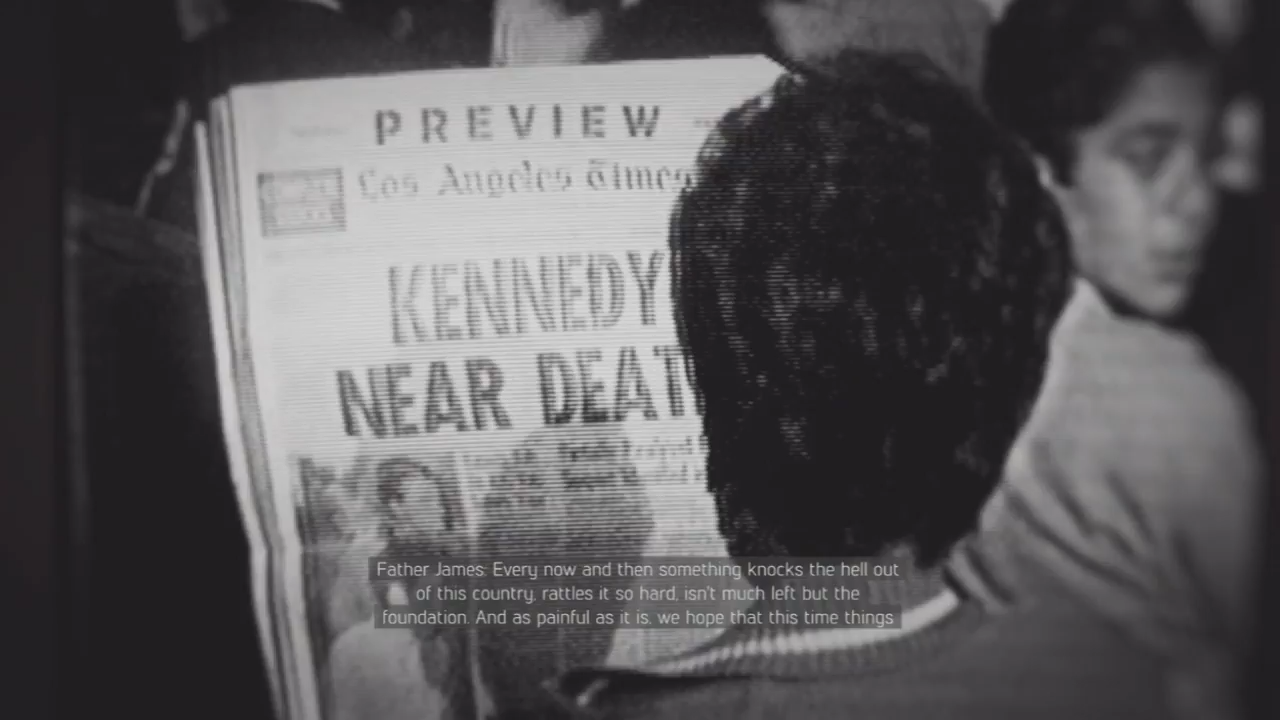 PREVIEW
Los Angeles Times
KENNEDY
NEAR DEAT
Father James: Every now and then something knocks the hell out
of this country, rattles it so hard, isn't much left but the
foundation. And as painful as it is, we hope that this time things